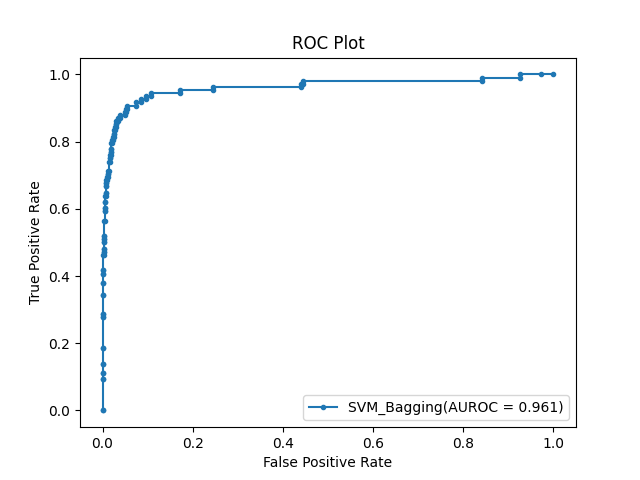 ROC Plot
True Positive Rate
1.0
0.8
0.6
0.4
0.2
0.0
SVM_Bagging(AUROC = 0.961)
0.0 0.2 0.4 0.6 0.8 1.0
False Positive Rate